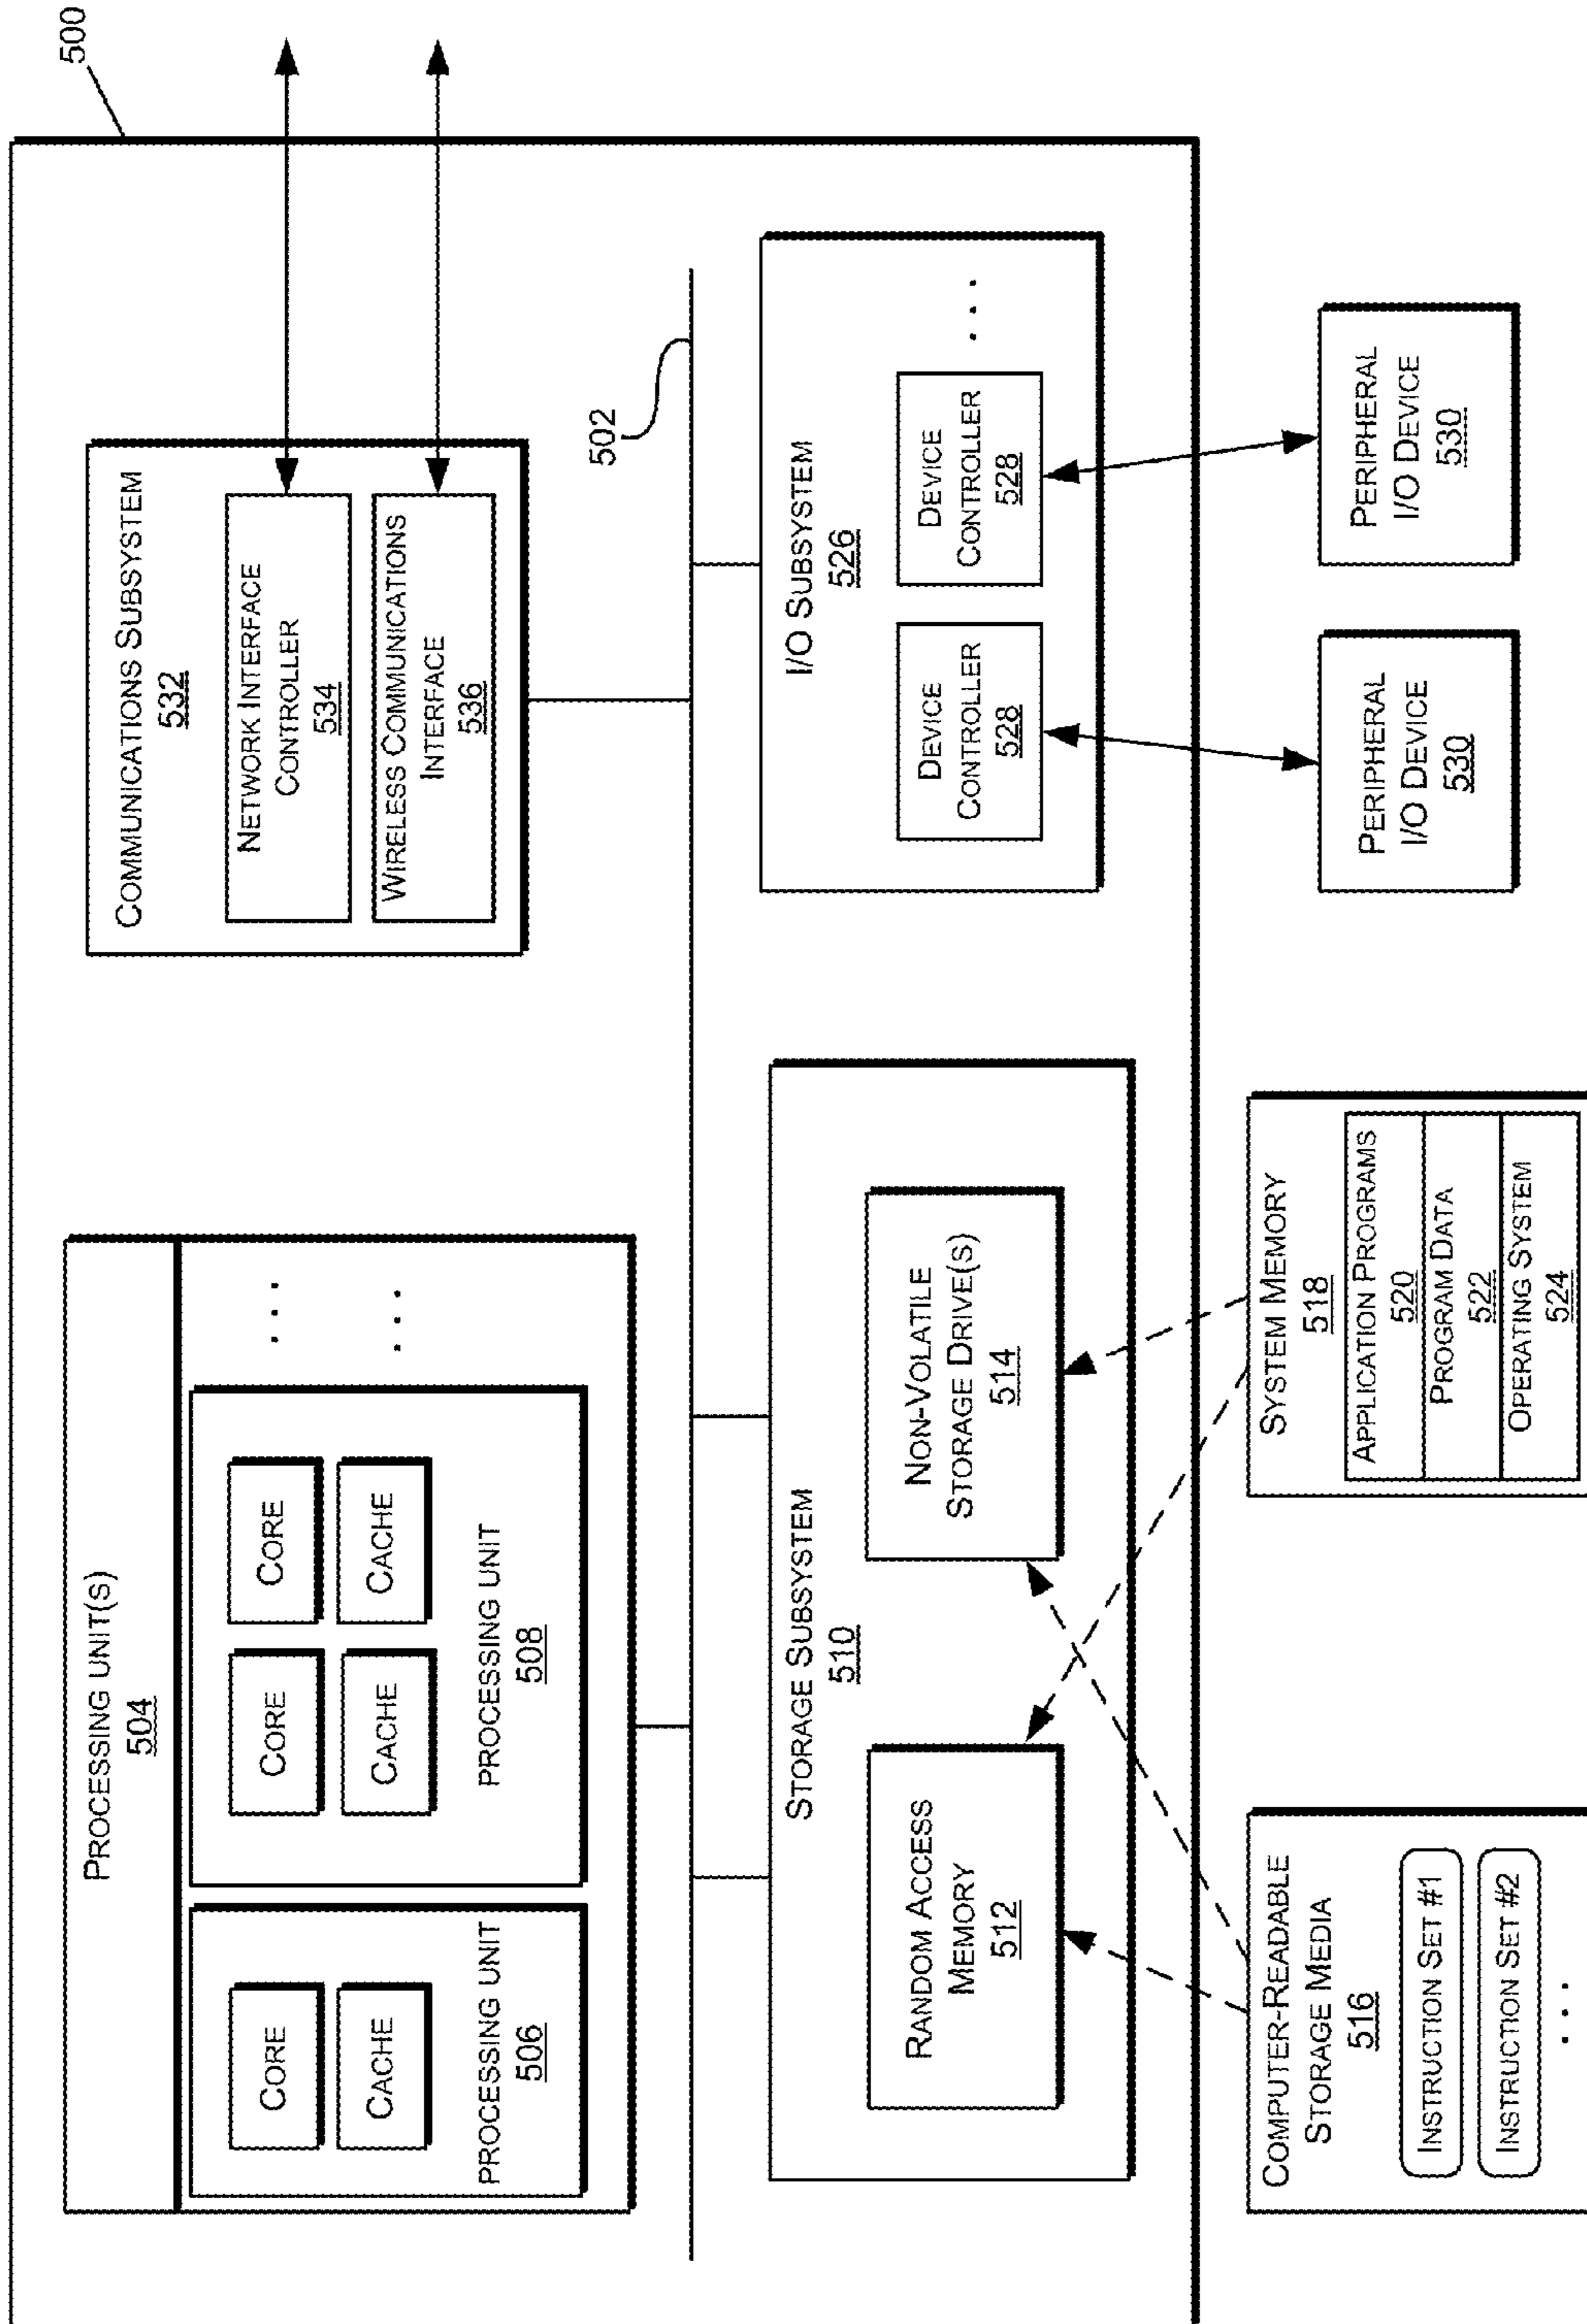 500
PROCESSING UNIT(S)
504
CORE
CACHE
PROCESSING UNIT
506
CORE
CORE
CACHE
CACHE
PROCESSING UNIT
508
. . .
. . .
COMMUNICATIONS SUBSYSTEM
532
NETWORK INTERFACE
CONTROLLER
534
WIRELESS COMMUNICATIONS
INTERFACE
536
502
STORAGE SUBSYSTEM
510
RANDOM ACCESS
MEMORY
512
NON-VOLATILE
STORAGE DRIVE(S)
514
I/O SUBSYSTEM
526
DEVICE
CONTROLLER
528
DEVICE
CONTROLLER
528
. . .
COMPUTER-READABLE
STORAGE MEDIA
516
INSTRUCTION SET #1
INSTRUCTION SET #2
. . .
SYSTEM MEMORY
518
APPLICATION PROGRAMS
520
PROGRAM DATA
522
OPERATING SYSTEM
524
PERIPHERAL
I/O DEVICE
530
PERIPHERAL
I/O DEVICE
530